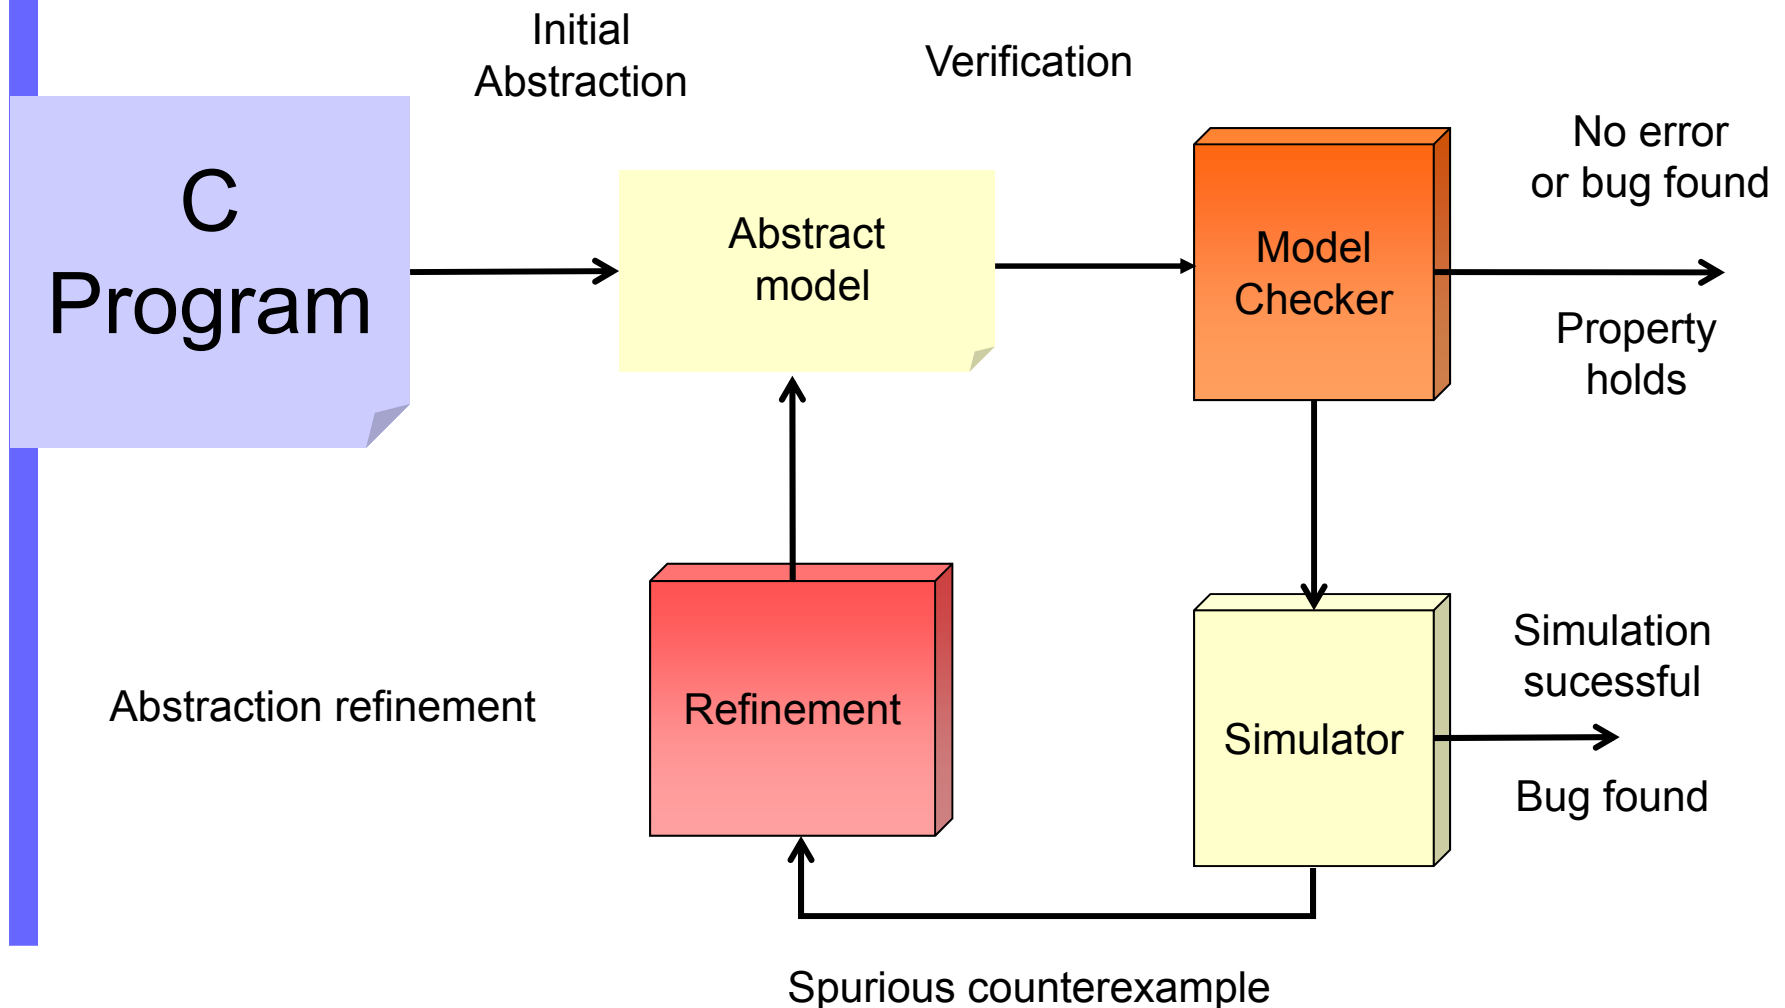 Initial
Abstraction
Verification
C
Program
Abstract
model
Model
Checker
No error
or bug found
Property
holds
Abstraction refinement
Refinement
Simulator
Simulation
sucessful
Bug found
Spurious counterexample